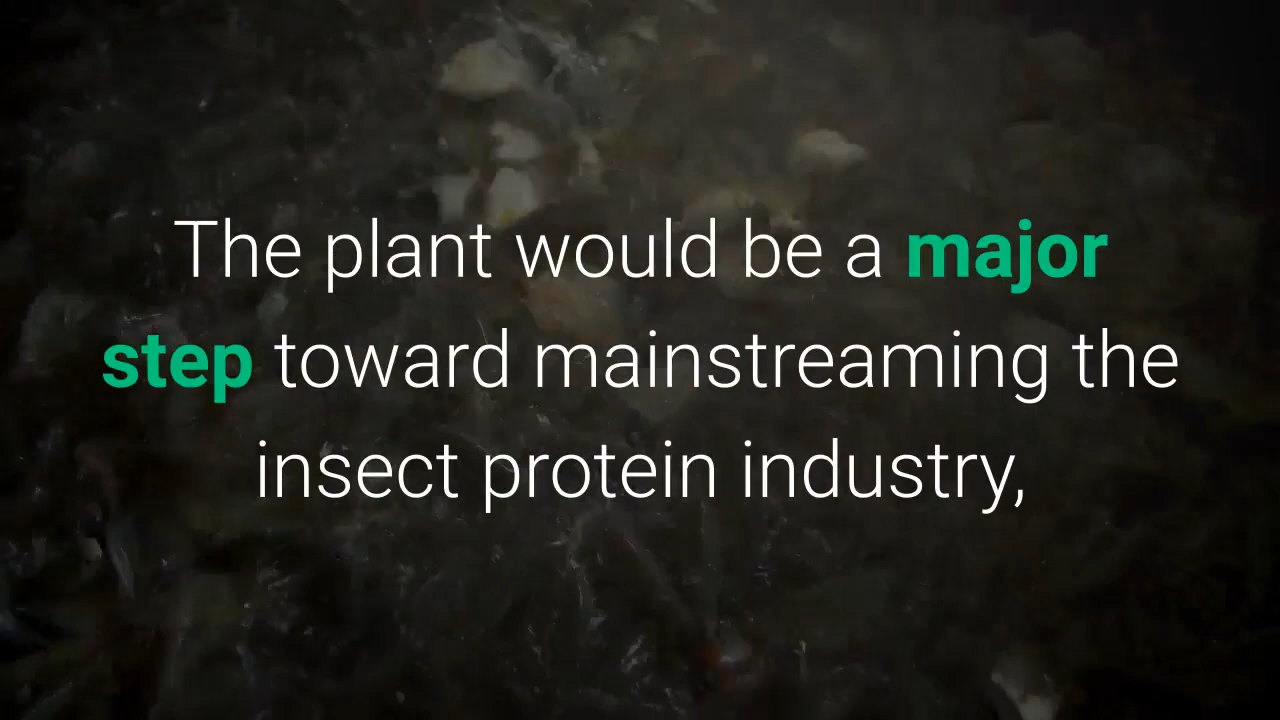 The plant would be a major
step toward mainstreaming the
insect protein industry,